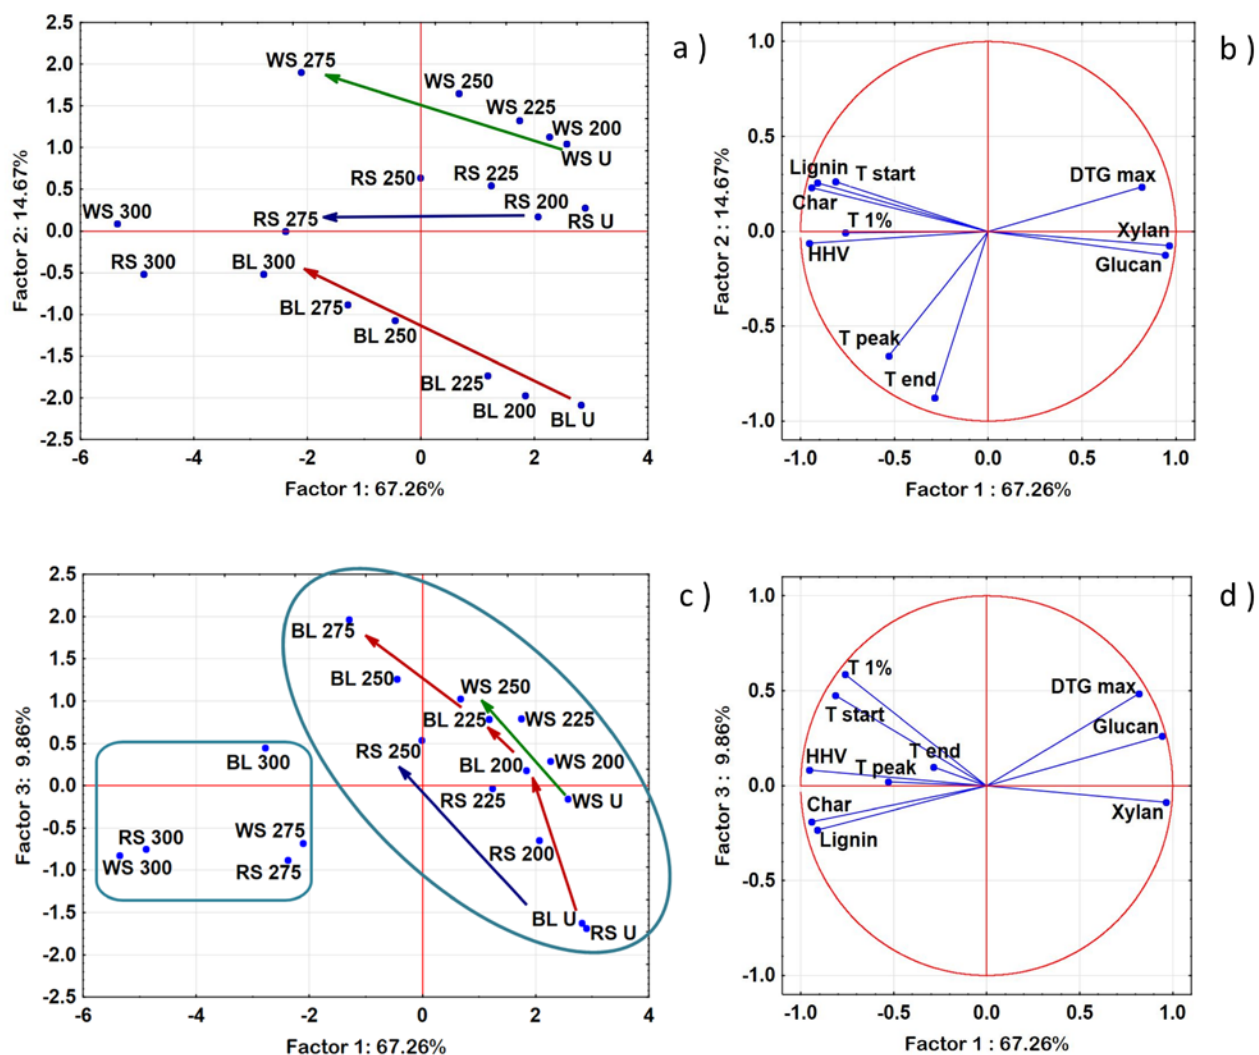 2.5
2.0
1.5
1.0
0.5
0.0
-0.5
-1.0
-1.5
-2.0
-2.5
Factor 2: 14.67%
WS 275
WS 250
WS 225
WS 200
WS U
RS 250
RS 225
RS 200
RS U
WS 300
RS 275
RS 300
BL 300
BL 275
BL 250
BL 225
BL 200
BL U
-6
-4
-2
0
2
4
Factor 1: 67.26%
a )
1.0
0.5
0.0
-0.5
-1.0
Factor 2 : 14.67%
Lignin
T start
Char
T 1%
HHV
DTG max
Xylan
Glucan
T peak
T end
-1.0
-0.5
0.0
0.5
1.0
Factor 1 : 67.26%
b )
2.5
2.0
1.5
1.0
0.5
0.0
-0.5
-1.0
-1.5
-2.0
-2.5
Factor 3: 9.86%
BL 275
BL 250
WS 250
BL 225
WS 225
RS 250
BL 200
WS 200
BL 300
RS 225
WS U
RS 300
WS 275
WS 300
RS 275
RS 200
BL U
RS U
-6
-4
-2
0
2
4
Factor 1: 67.26%
c )
1.0
0.5
0.0
-0.5
-1.0
Factor 3 : 9.86%
T 1%
T start
DTG max
Glucan
HHV
T end
T peak
Char
Lignin
Xylan
-1.0
-0.5
0.0
0.5
1.0
Factor 1 : 67.26%
d )